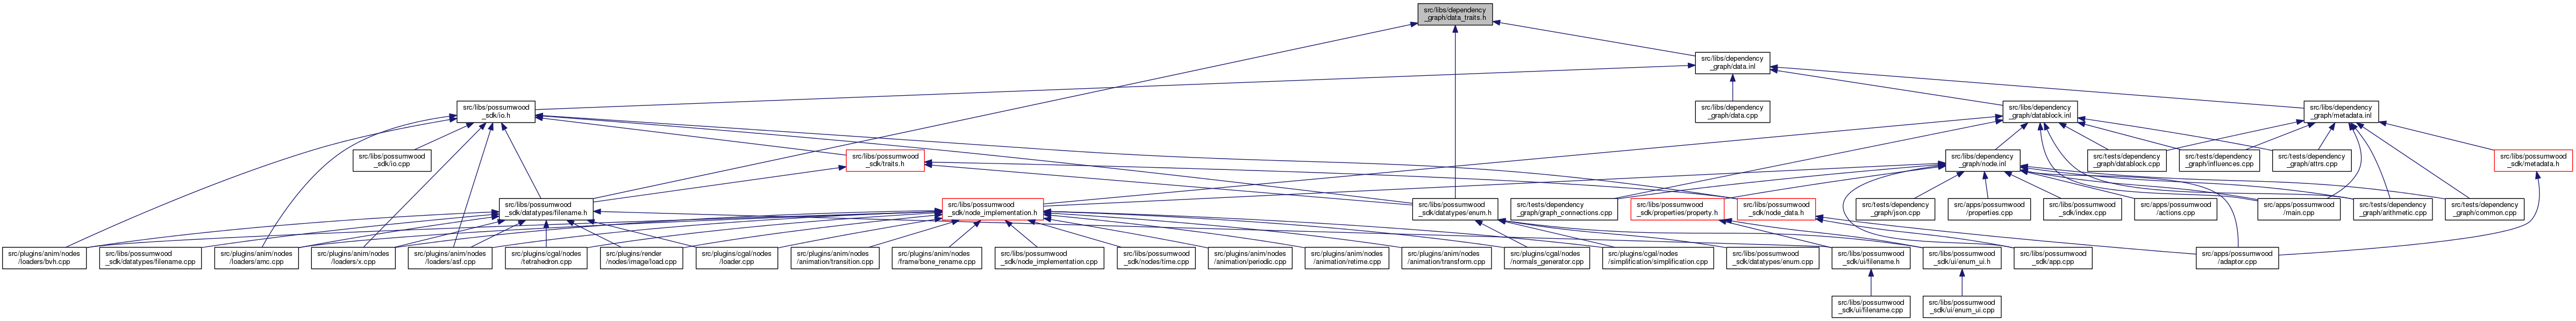 src/libs/dependency
_graph/data_traits.h
src/libs/dependency
_graph/data.inl
src/libs/possumwood
_sdk/io.h
src/libs/dependency
_graph/data.cpp
src/libs/dependency
_graph/datablock.inl
src/libs/dependency
_graph/metadata.inl
src/libs/possumwood
_sdk/io.cpp
src/libs/possumwood
_sdk/traits.h
src/libs/dependency
_graph/node.inl
src/tests/dependency
_graph/datablock.cpp
src/tests/dependency
_graph/influences.cpp
src/tests/dependency
_graph/attrs.cpp
src/libs/possumwood
_sdk/metadata.h
src/libs/possumwood
_sdk/datatypes/filename.h
src/libs/possumwood
_sdk/node_implementation.h
src/libs/possumwood
_sdk/datatypes/enum.h
src/tests/dependency
_graph/graph_connections.cpp
src/libs/possumwood
_sdk/properties/property.h
src/libs/possumwood
_sdk/node_data.h
src/tests/dependency
_graph/json.cpp
src/apps/possumwood
/properties.cpp
src/libs/possumwood
_sdk/index.cpp
src/apps/possumwood
/actions.cpp
src/apps/possumwood
/main.cpp
src/tests/dependency
_graph/arithmetic.cpp
src/tests/dependency
_graph/common.cpp
src/plugins/anim/nodes
/loaders/bvh.cpp
src/libs/possumwood
_sdk/datatypes/filename.cpp
src/plugins/anim/nodes
/loaders/amc.cpp
src/plugins/anim/nodes
/loaders/x.cpp
src/plugins/anim/nodes
/loaders/asf.cpp
src/plugins/cgal/nodes
/tetrahedron.cpp
src/plugins/render
/nodes/image/load.cpp
src/plugins/cgal/nodes
/loader.cpp
src/plugins/anim/nodes
/animation/transition.cpp
src/plugins/anim/nodes
/frame/bone_rename.cpp
src/libs/possumwood
_sdk/node_implementation.cpp
src/libs/possumwood
_sdk/nodes/time.cpp
src/plugins/anim/nodes
/animation/periodic.cpp
src/plugins/anim/nodes
/animation/retime.cpp
src/plugins/anim/nodes
/animation/transform.cpp
src/plugins/cgal/nodes
/normals_generator.cpp
src/plugins/cgal/nodes
/simplification/simplification.cpp
src/libs/possumwood
_sdk/datatypes/enum.cpp
src/libs/possumwood
_sdk/ui/filename.h
src/libs/possumwood
_sdk/ui/enum_ui.h
src/libs/possumwood
_sdk/app.cpp
src/apps/possumwood
/adaptor.cpp
src/libs/possumwood
_sdk/ui/filename.cpp
src/libs/possumwood
_sdk/ui/enum_ui.cpp